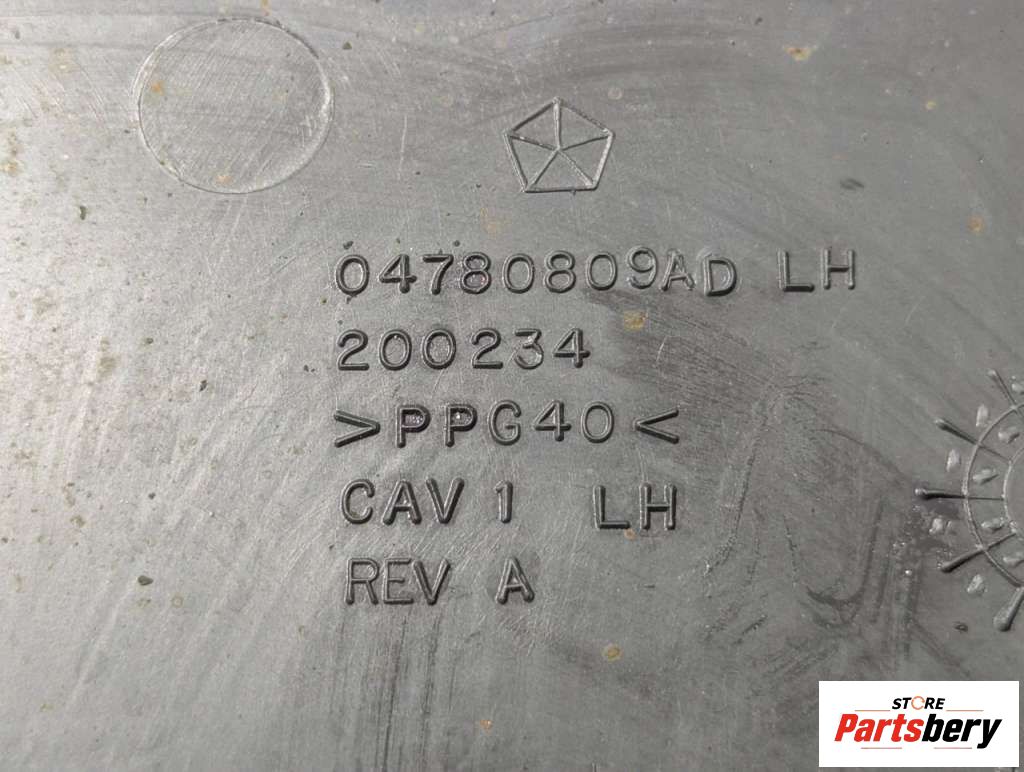 04780809AD LH
200234
>PPG40<
CAV 1 LH
REV A
STORE
Partsbery